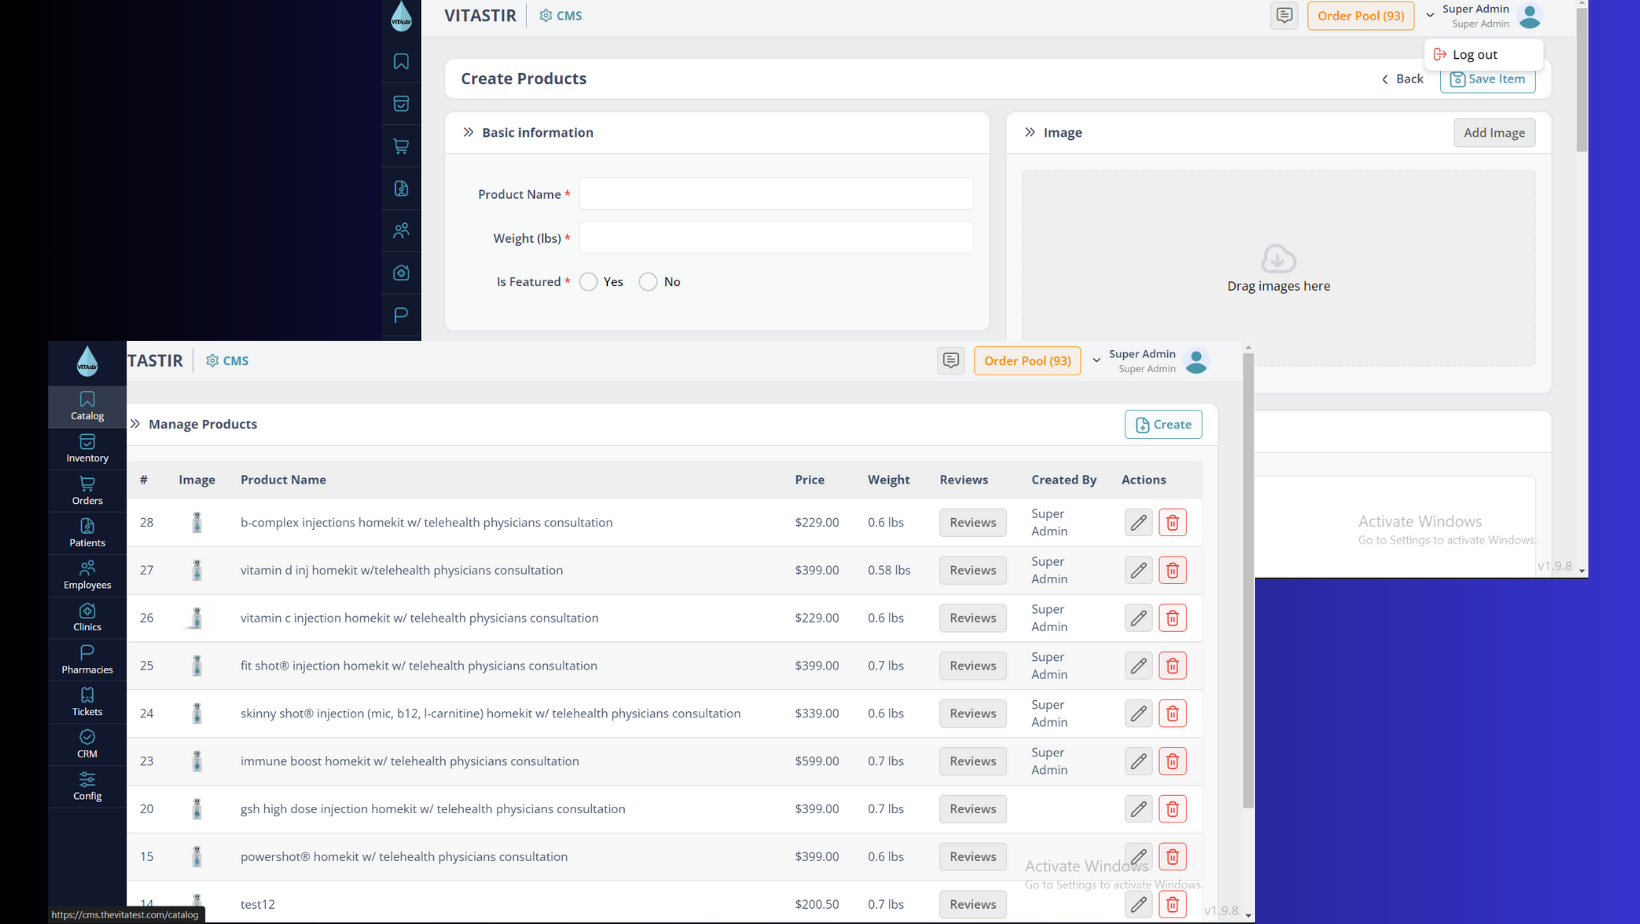 VITAstir
VITASTIR
CMS
Order Pool (93)
Super Admin
Super Admin
Log out
Create Products
Back
Save Item
Basic information
Product Name *
Weight (lbs) *
Is Featured * Yes No
Image
Add Image
Drag images here
Activate Windows
Go to Settings to activate Windows.
v1.9.8
VITAstir
TASTIR
CMS
Order Pool (93)
Super Admin
Super Admin
Catalog
Inventory
Orders
Patients
Employees
Clinics
Pharmacies
Tickets
CRM
Config
Manage Products
Create
# Image Product Name Price Weight Reviews Created By Actions
28 b-complex injections homekit w/ telehealth physicians consultation $229.00 0.6 lbs Reviews Super Admin
27 vitamin d inj homekit w/telehealth physicians consultation $399.00 0.58 lbs Reviews Super Admin
26 vitamin c injection homekit w/ telehealth physicians consultation $229.00 0.6 lbs Reviews Super Admin
25 fit shot® injection homekit w/ telehealth physicians consultation $399.00 0.7 lbs Reviews Super Admin
24 skinny shot® injection (mic, b12, l-carnitine) homekit w/ telehealth physicians consultation $339.00 0.6 lbs Reviews Super Admin
23 immune boost homekit w/ telehealth physicians consultation $599.00 0.7 lbs Reviews Super Admin
20 gsh high dose injection homekit w/ telehealth physicians consultation $399.00 0.7 lbs Reviews
15 powershot® homekit w/ telehealth physicians consultation $399.00 0.6 lbs Reviews
14 test12 $200.50 0.7 lbs Reviews
Activate Windows
Go to Settings to activate Windows.
v1.9.8
https://cms.thevitatest.com/catalog